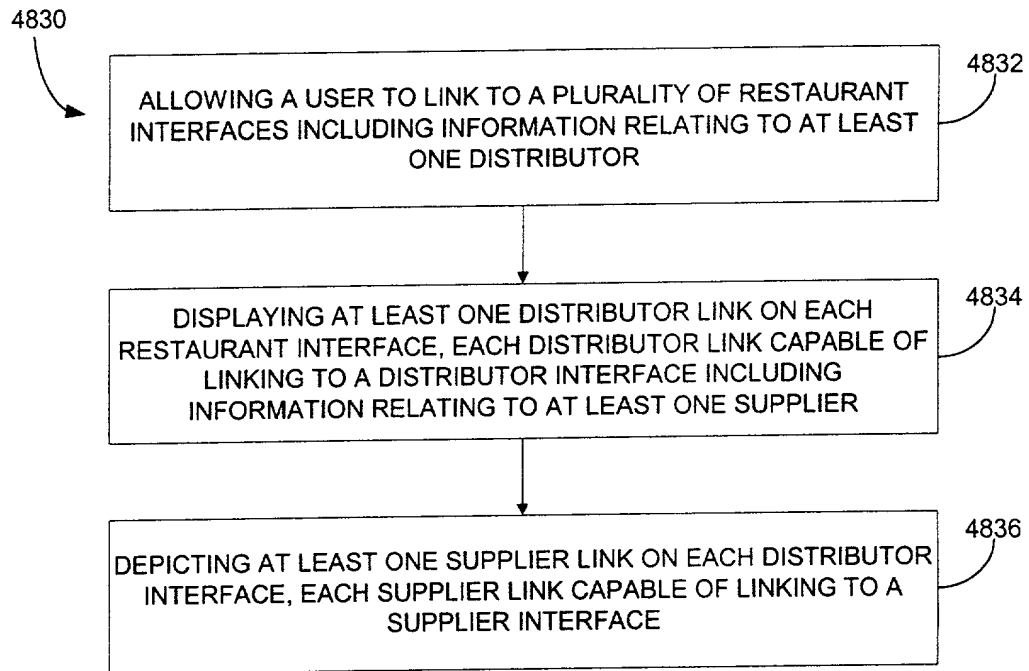 4830
4832
ALLOWING A USER TO LINK TO A PLURALITY OF RESTAURANT
INTERFACES INCLUDING INFORMATION RELATING TO AT LEAST
ONE DISTRIBUTOR
4834
DISPLAYING AT LEAST ONE DISTRIBUTOR LINK ON EACH
RESTAURANT INTERFACE, EACH DISTRIBUTOR LINK CAPABLE OF
LINKING TO A DISTRIBUTOR INTERFACE INCLUDING
INFORMATION RELATING TO AT LEAST ONE SUPPLIER
4836
DEPICTING AT LEAST ONE SUPPLIER LINK ON EACH DISTRIBUTOR
INTERFACE, EACH SUPPLIER LINK CAPABLE OF LINKING TO A
SUPPLIER INTERFACE